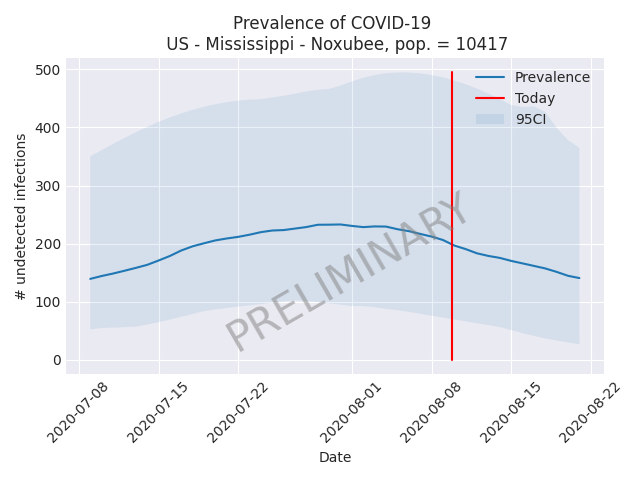 Prevalence of COVID-19
US - Mississippi - Noxubee, pop. = 10417
500
400
300
200
100
0
# undetected infections
Prevalence
Today
95CI
PRELIMINARY
2020-07-08
2020-07-15
2020-07-22
2020-08-01
2020-08-08
2020-08-15
2020-08-22
Date